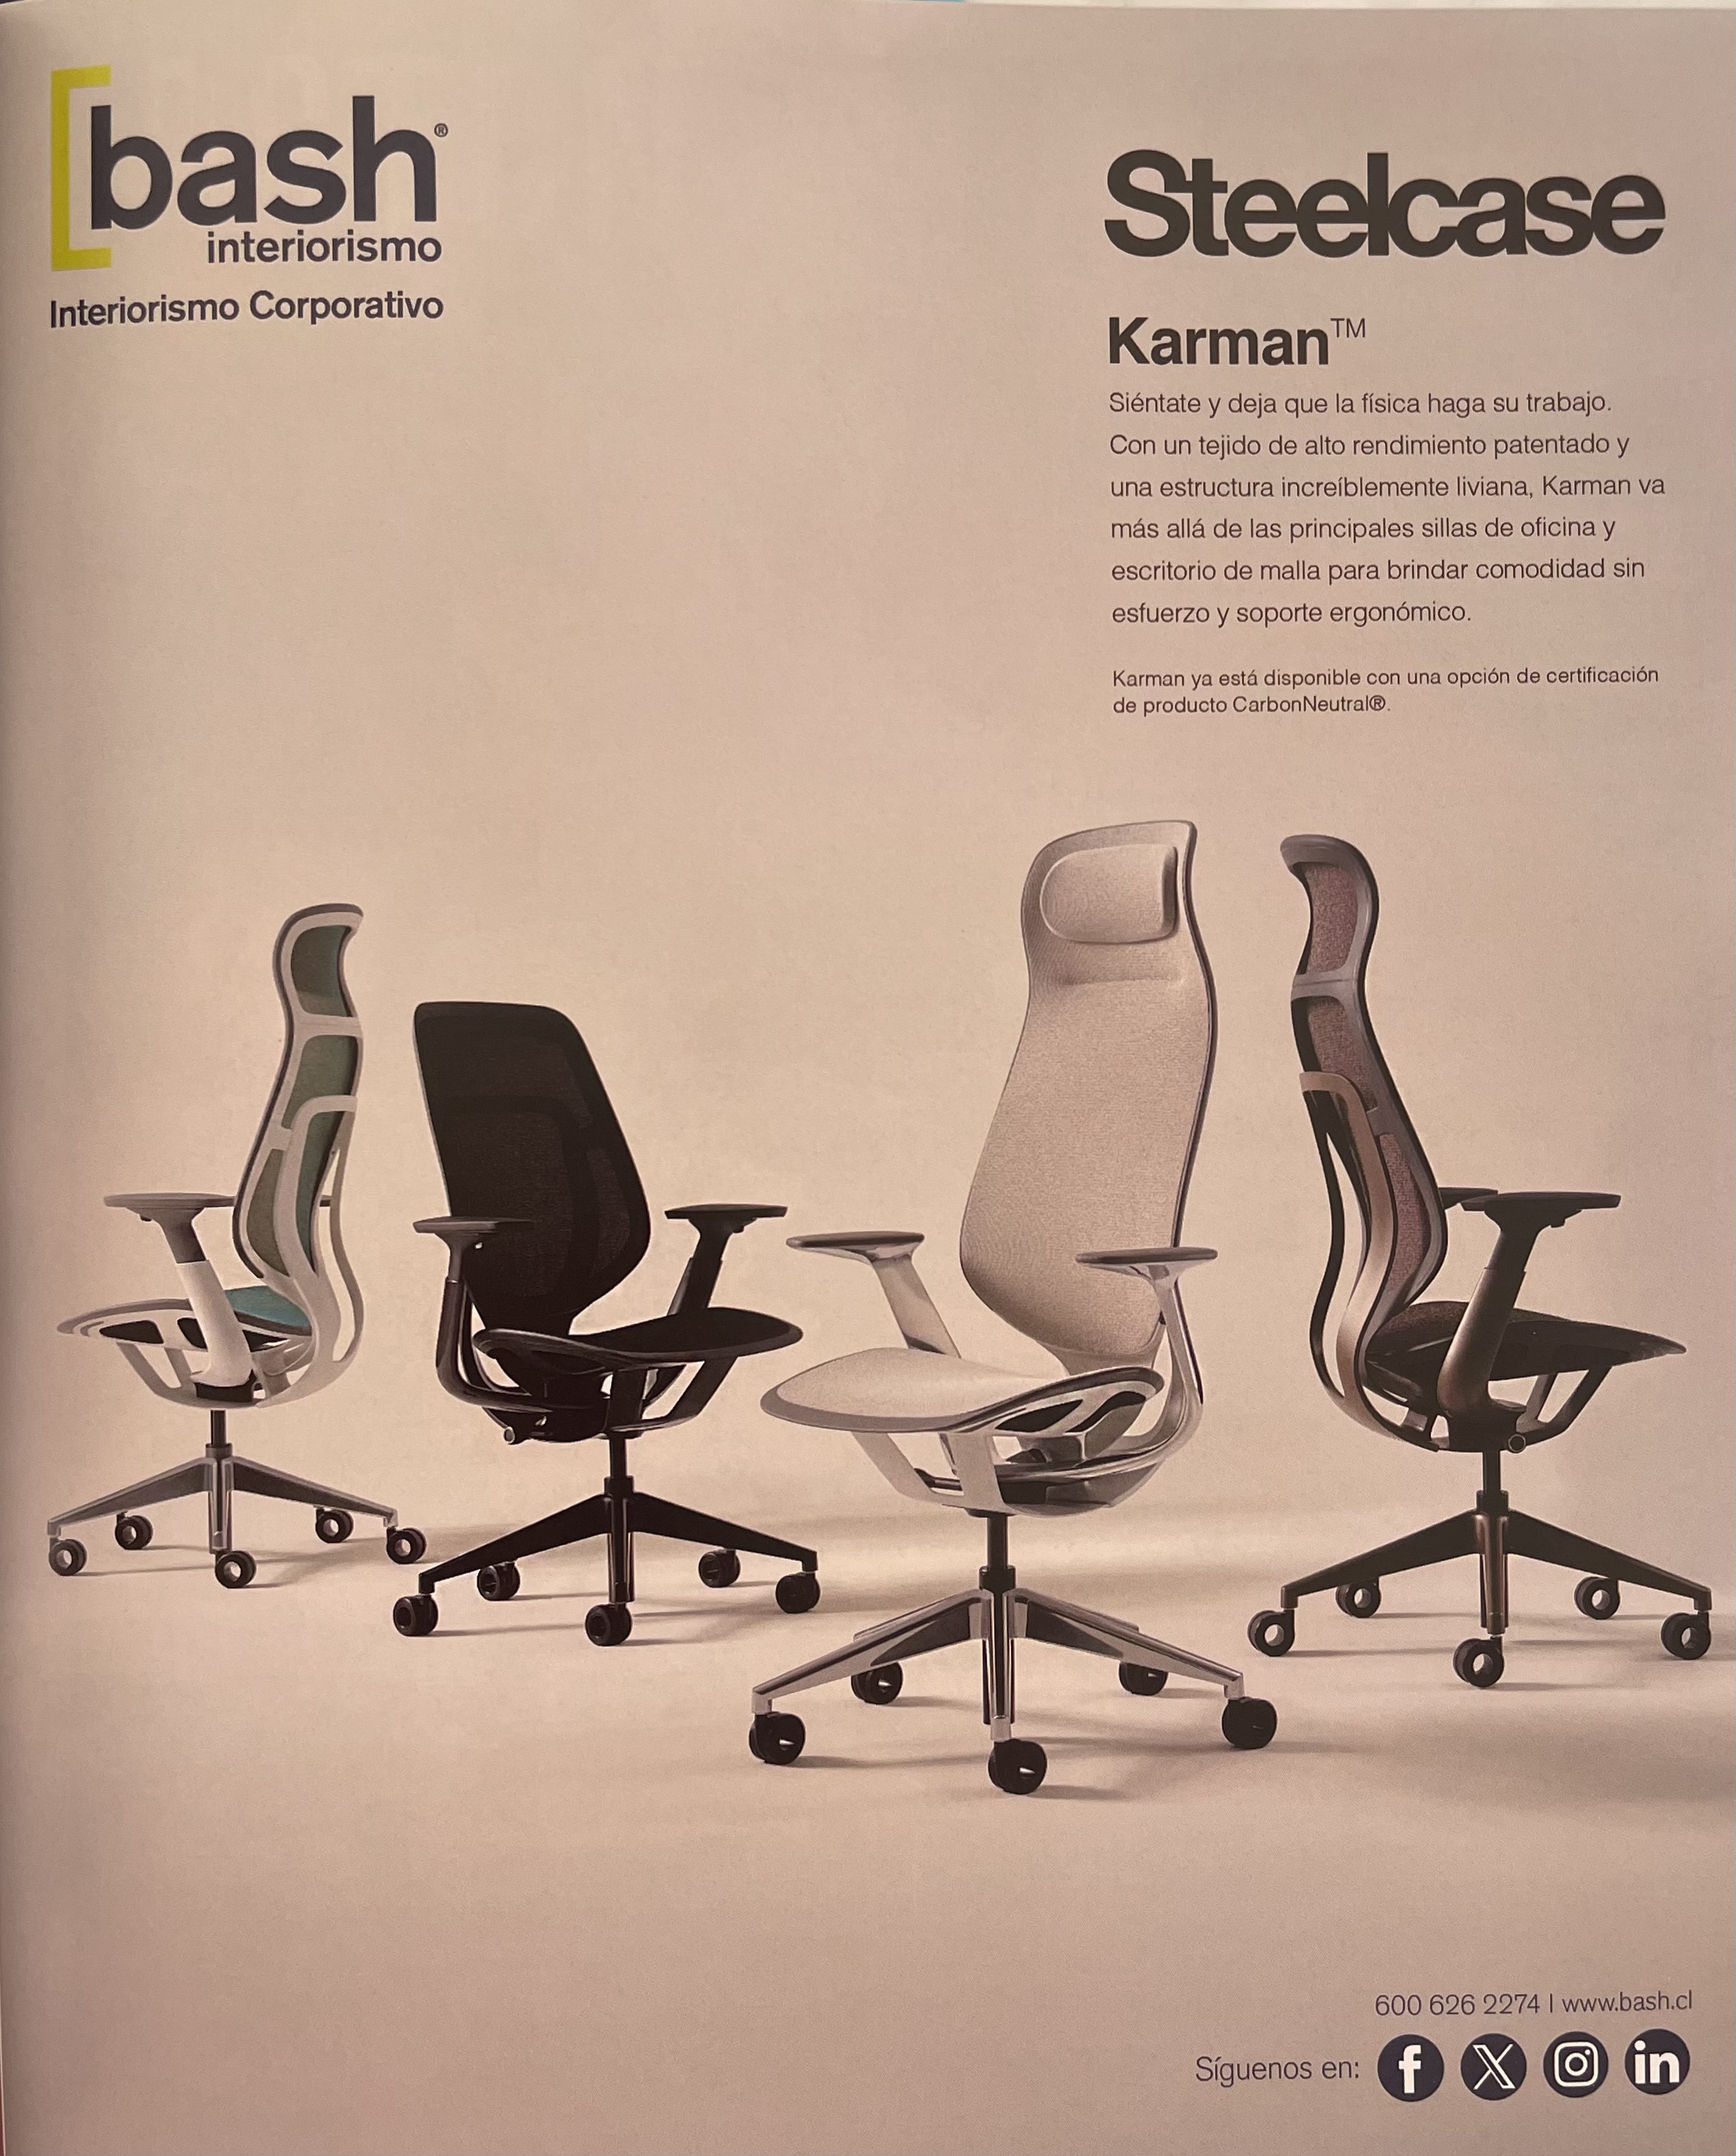 bash®
interiorismo
Interiorismo Corporativo
Steelcase
Karman™
Siéntate y deja que la física haga su trabajo.
Con un tejido de alto rendimiento patentado y
una estructura increíblemente liviana, Karman va
más allá de las principales sillas de oficina y
escritorio de malla para brindar comodidad sin
esfuerzo y soporte ergonómico.
Karman ya está disponible con una opción de certificación
de producto CarbonNeutral®.
600 626 2274 | www.bash.cl
Síguenos en: f X in